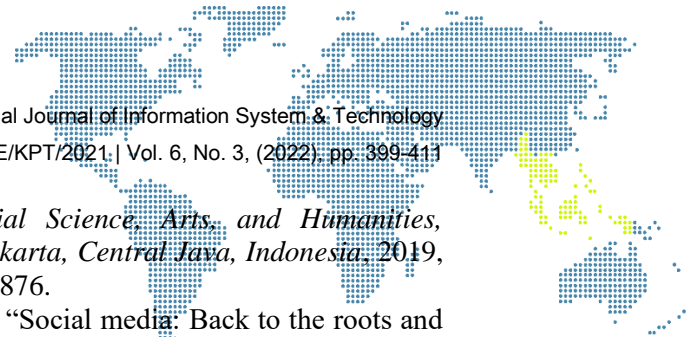 al Journal of Information System & Technology
E/KPT/2021 | Vol. 6, No. 3, (2022), pp. 399-411
ial Science, Arts, and Humanities,
karta, Central Java, Indonesia, 2019,
876.
“Social media: Back to the roots and